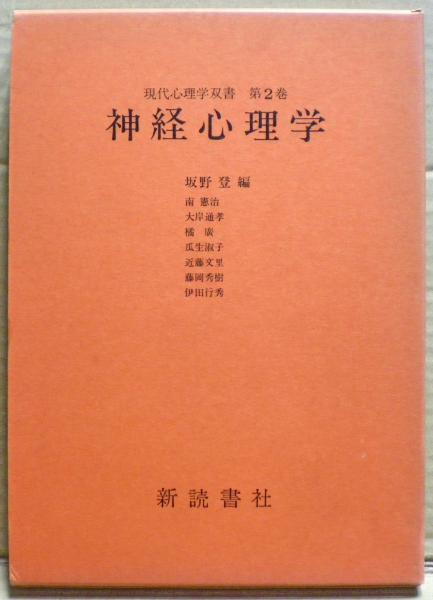 現代心理学双書　第2巻
神経心理学
坂野 登 編
南 憲治
大岸通孝
橘 廣
瓜生淑子
近藤文里
藤岡秀樹
伊田行秀
新読書社